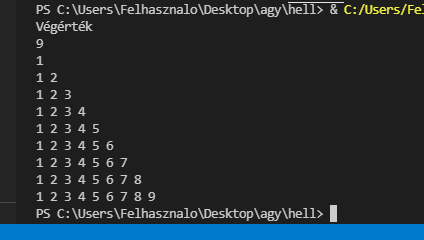 PS C:\Users\Felhasznalo\Desktop\agy\hell> & C:/Users/Fel
Végérték
9
1
1 2
1 2 3
1 2 3 4
1 2 3 4 5
1 2 3 4 5 6
1 2 3 4 5 6 7
1 2 3 4 5 6 7 8
1 2 3 4 5 6 7 8 9
PS C:\Users\Felhasznalo\Desktop\agy\hell>